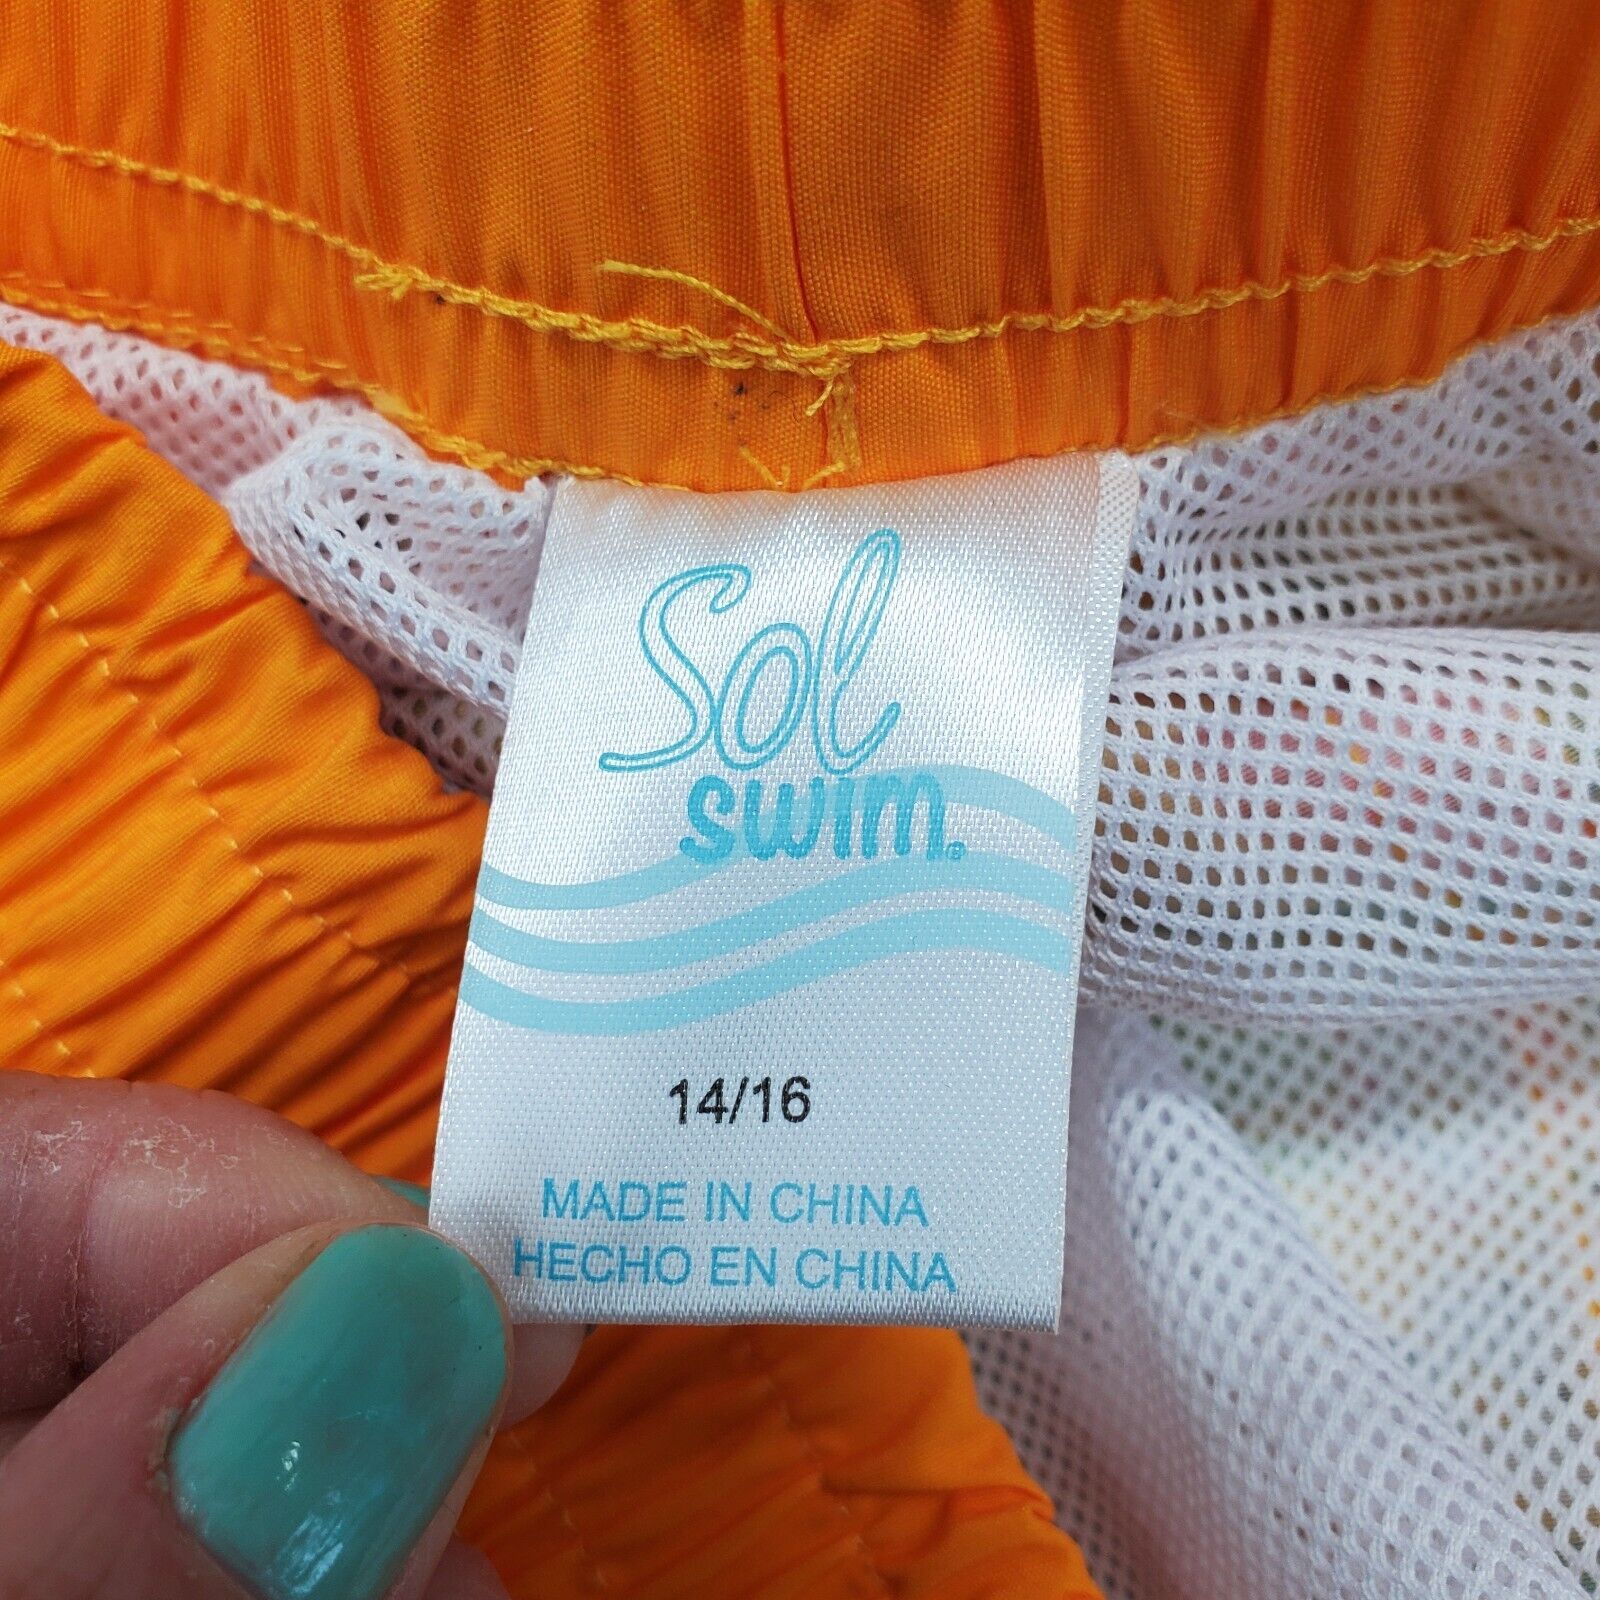 Sol
swim.
14/16
MADE IN CHINA
HECHO EN CHINA